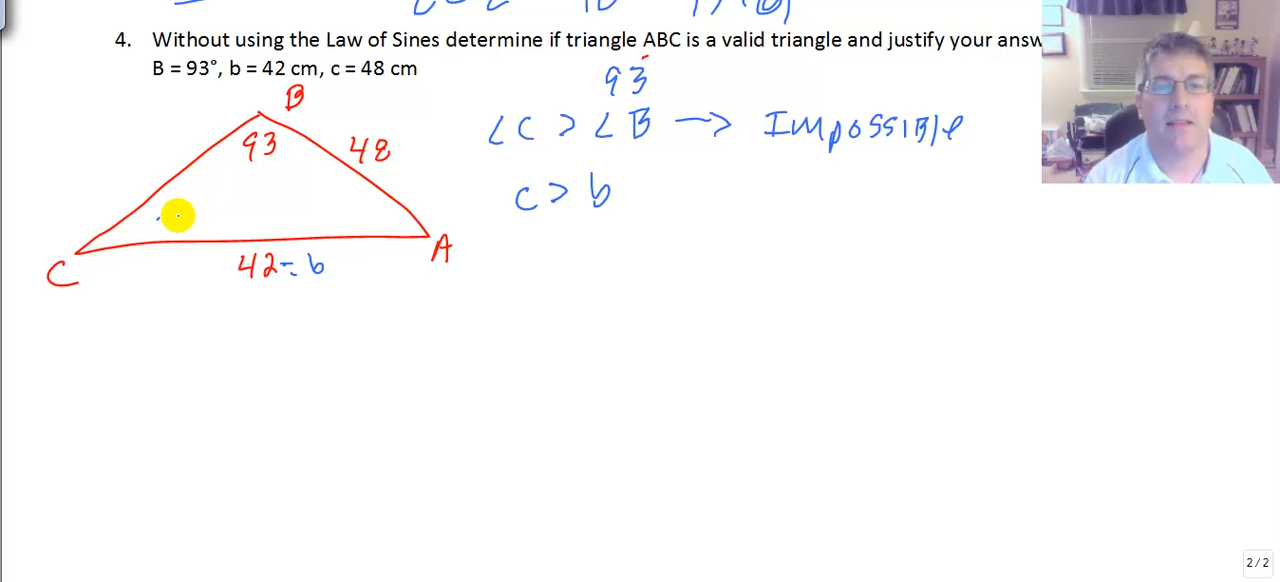 4. Without using the Law of Sines determine if triangle ABC is a valid triangle and justify your answ
B = 93°, b = 42 cm, c = 48 cm
93
∠C > ∠B → Impossible
c > b
B
93
48
C
A
42 = b
2 / 2